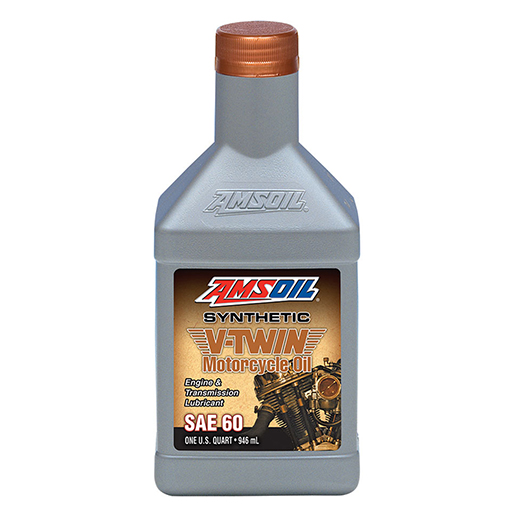 AMSOIL
AMSOIL®
SYNTHETIC
V-TWIN
Motorcycle Oil
Engine &
Transmission
Lubricant
SAE 60
ONE U.S. QUART • 946 mL